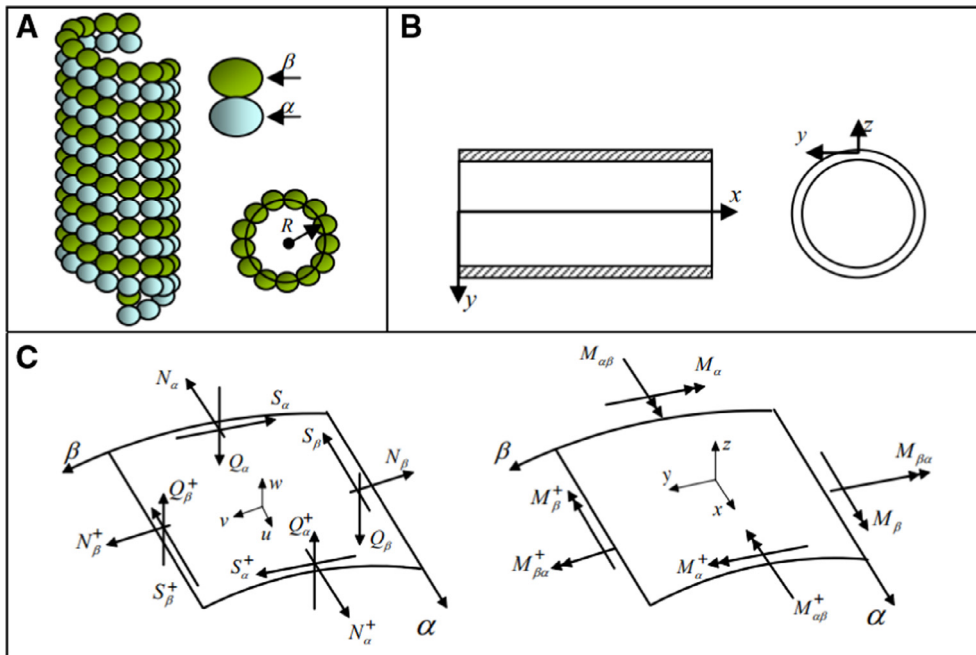 A
β
α
R
B
x
y
y
z
C
N_α
S_α
Q_α
β
S_β
N_β
Q_β^+
w
v
u
Q_α^+
Q_β
N_β^+
S_α^+
S_β^+
N_α^+
α
M_αβ
M_α
β
z
y
x
M_βα
M_β^+
M_β
M_βα^+
M_α^+
M_αβ^+
α